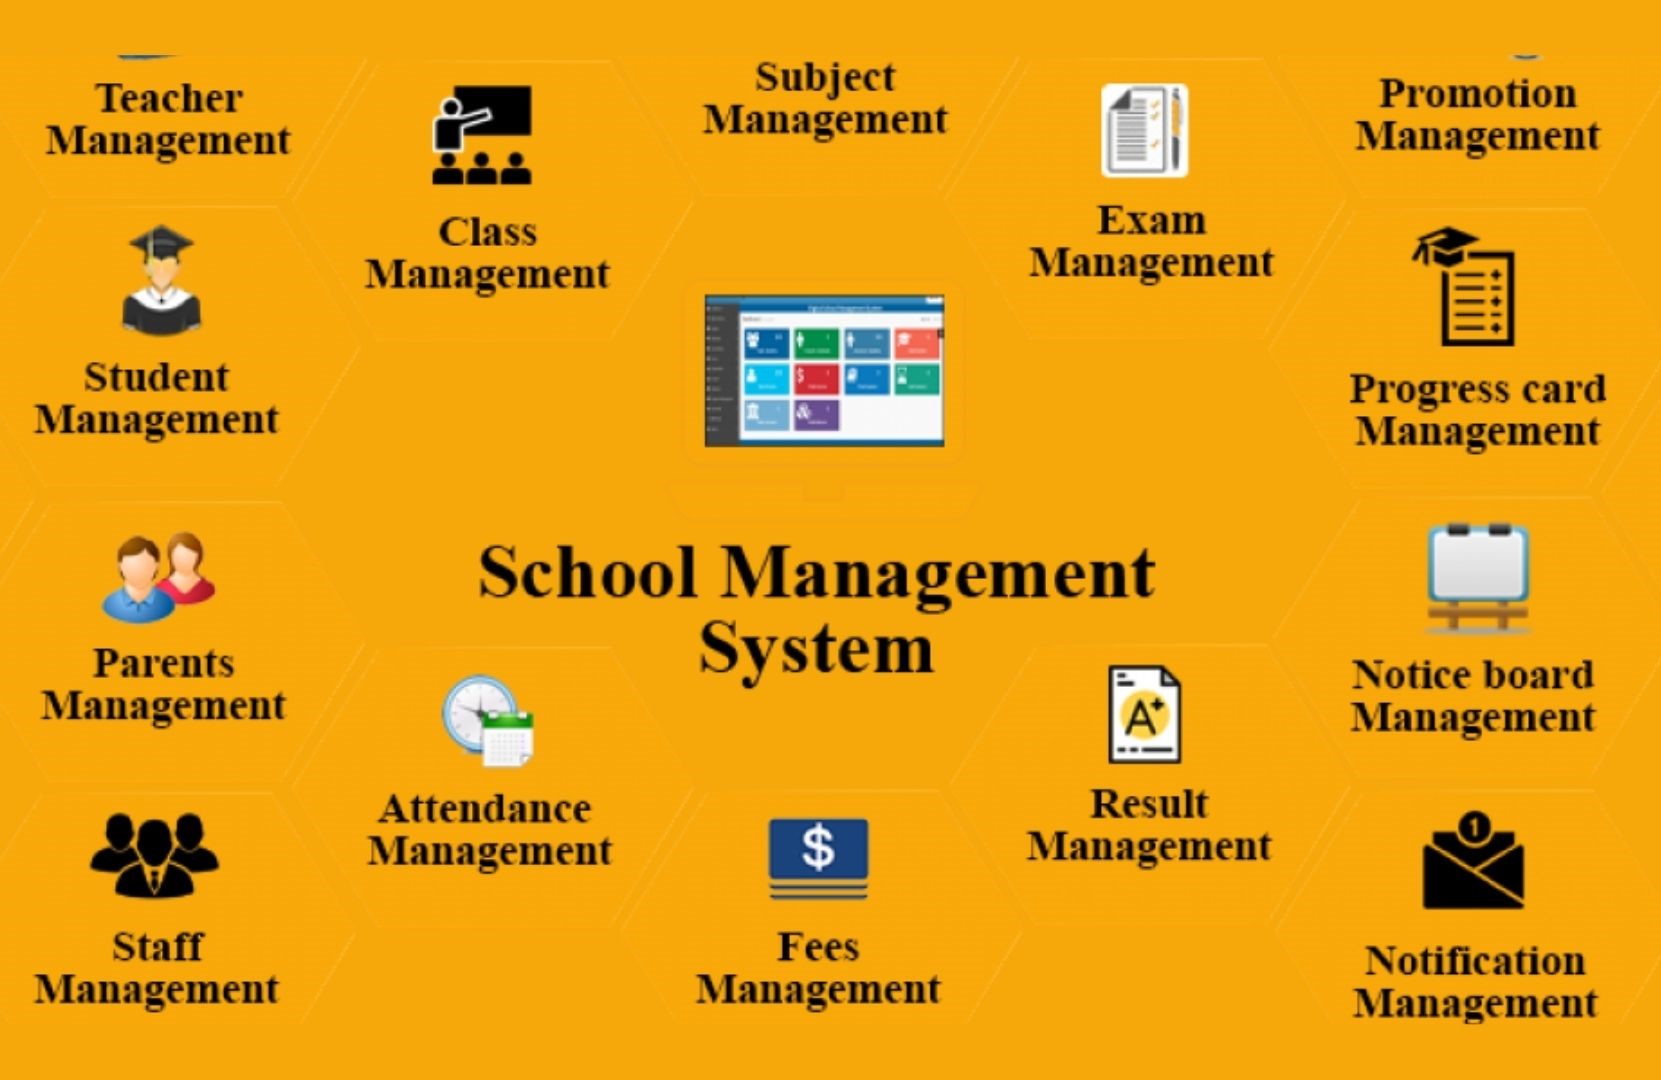 Teacher
Management
Class
Management
Subject
Management
Exam
Management
Promotion
Management
Student
Management
Progress card
Management
School Management
System
Parents
Management
Attendance
Management
A+
Result
Management
Notice board
Management
Staff
Management
$
Fees
Management
1
Notification
Management